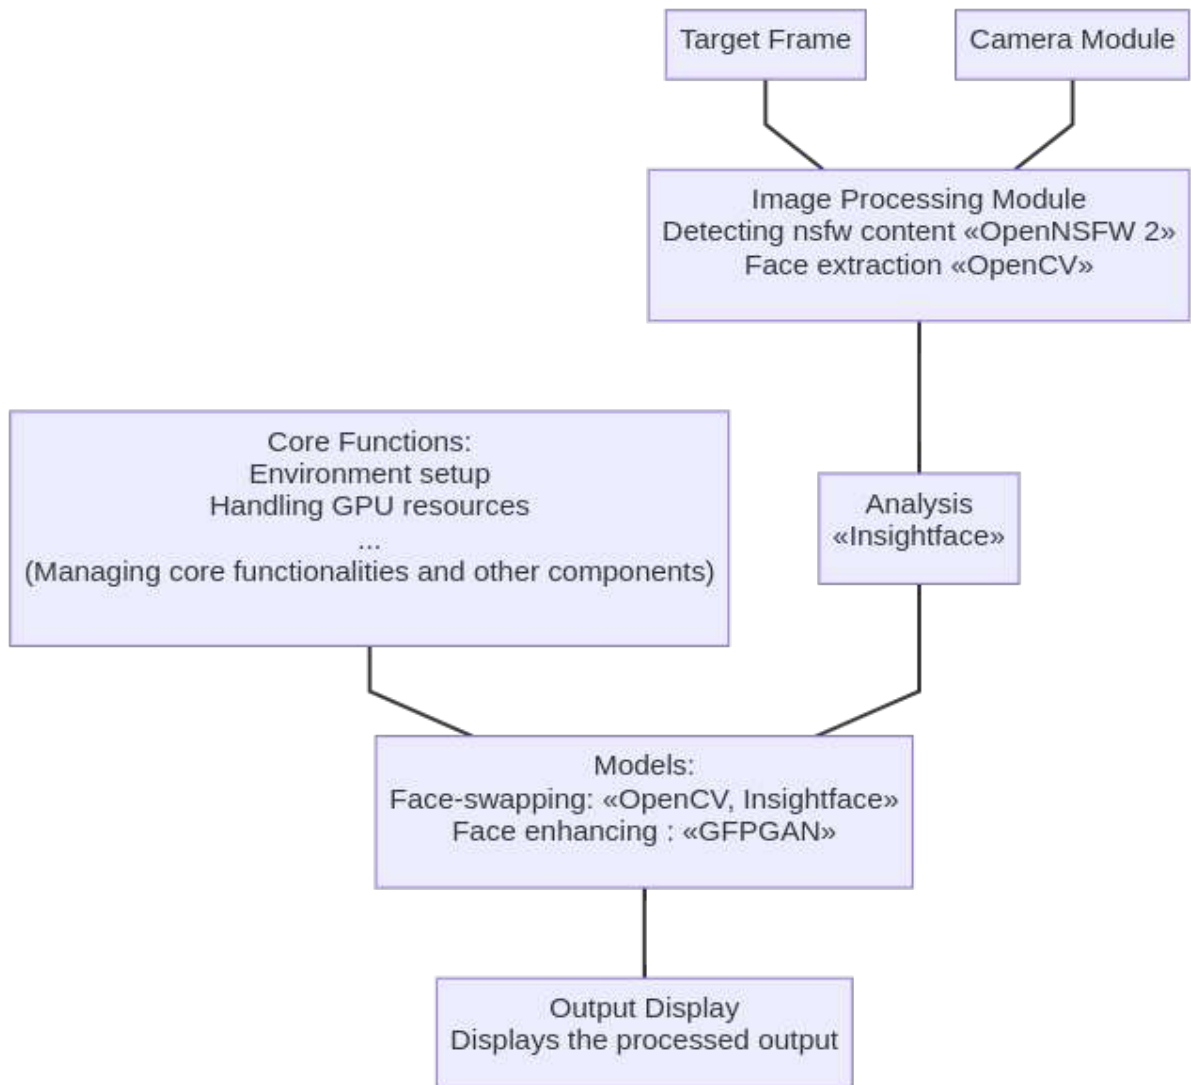 Target Frame
Camera Module
Image Processing Module
Detecting nsfw content «OpenNSFW 2»
Face extraction «OpenCV»
Core Functions:
Environment setup
Handling GPU resources
...
(Managing core functionalities and other components)
Analysis
«Insightface»
Models:
Face-swapping: «OpenCV, Insightface»
Face enhancing : «GFPGAN»
Output Display
Displays the processed output